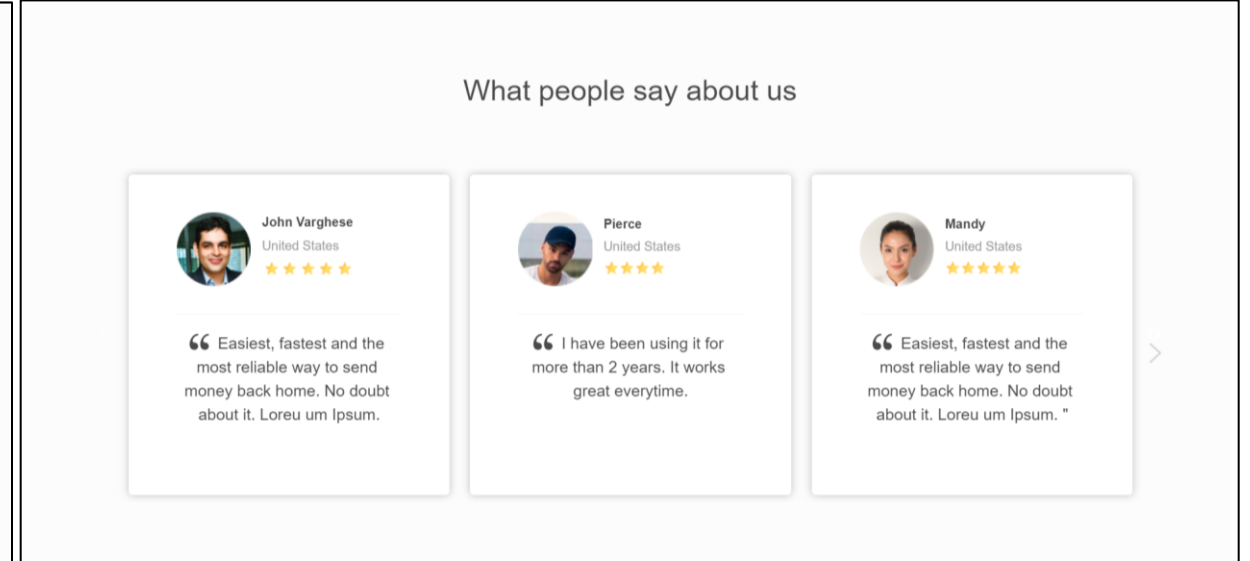 What people say about us
John Varghese
United States
“ Easiest, fastest and the
most reliable way to send
money back home. No doubt
about it. Loreu um Ipsum.
Pierce
United States
“ I have been using it for
more than 2 years. It works
great everytime.
Mandy
United States
“ Easiest, fastest and the
most reliable way to send
money back home. No doubt
about it. Loreu um Ipsum. "